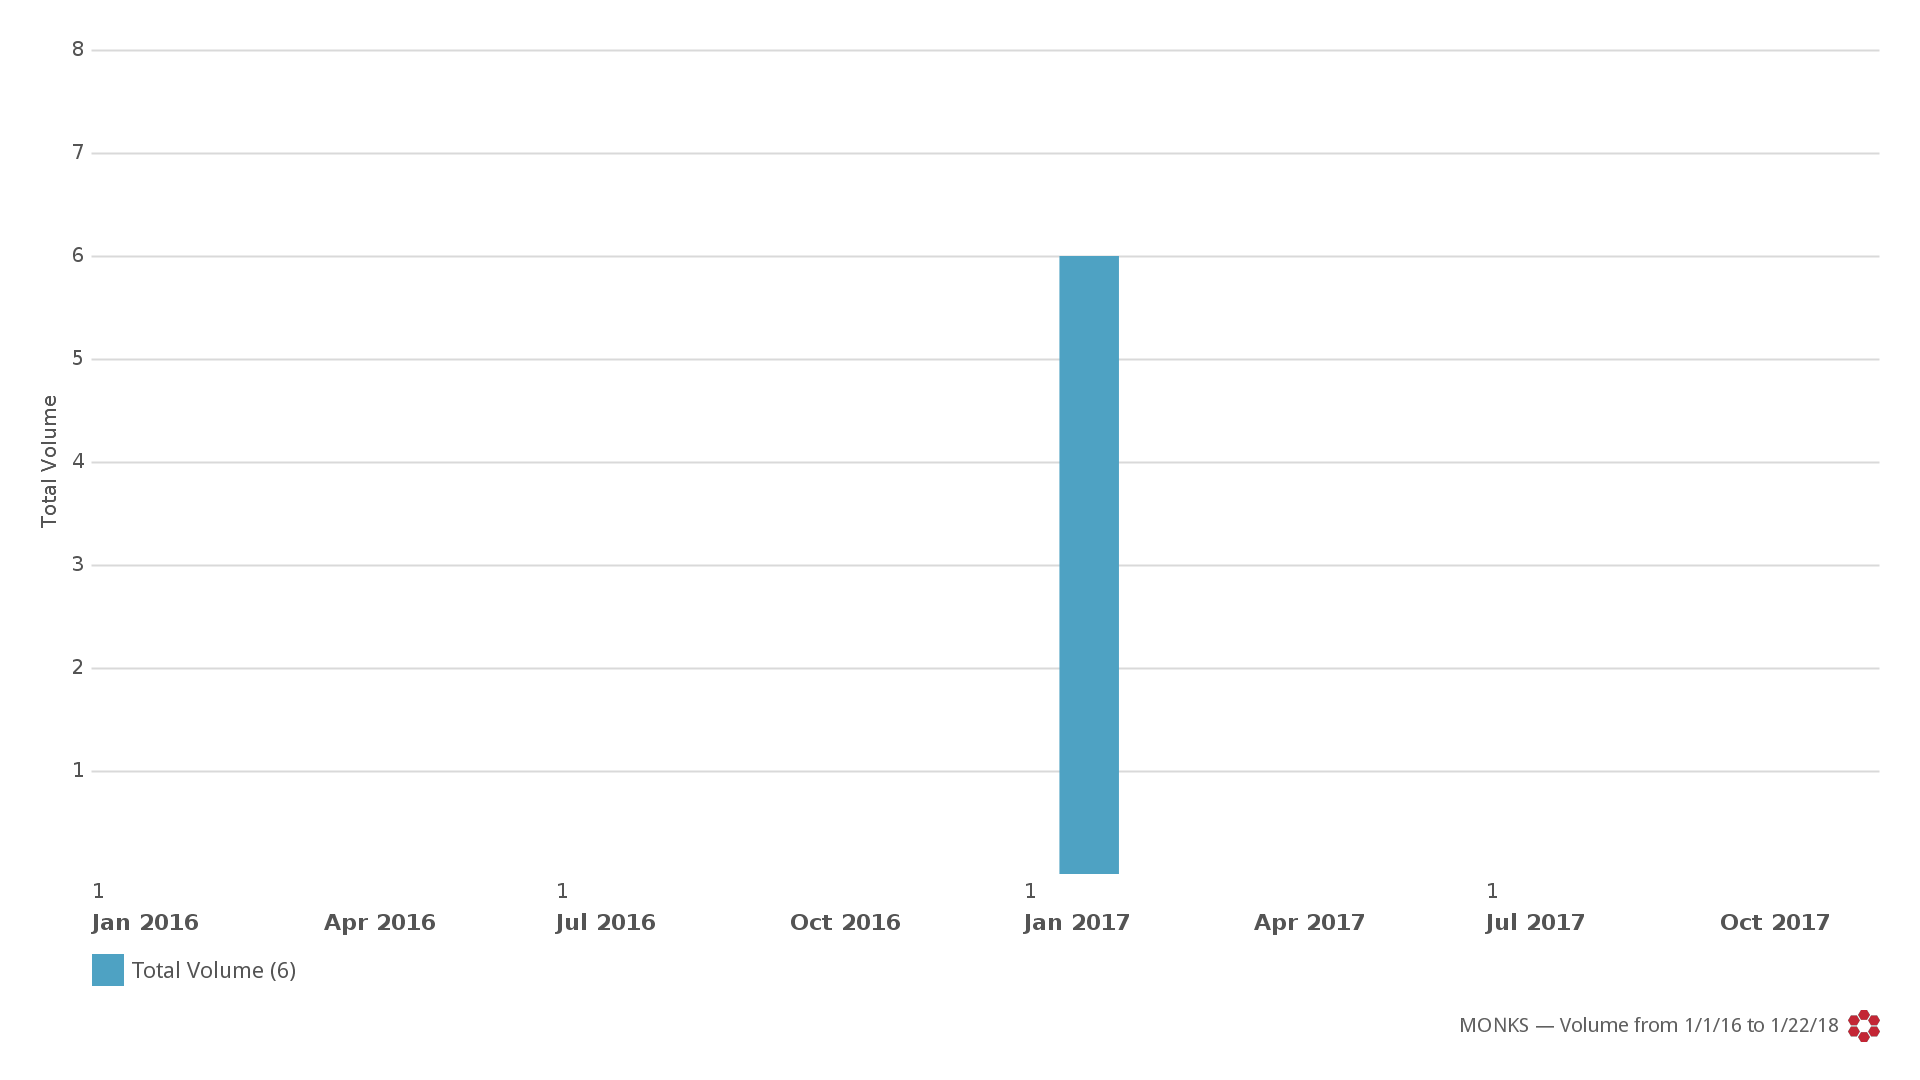 8
7
6
5
4
3
2
1
Total Volume
1 1 1 1
Jan 2016 Apr 2016 Jul 2016 Oct 2016 Jan 2017 Apr 2017 Jul 2017 Oct 2017
Total Volume (6)
MONKS — Volume from 1/1/16 to 1/22/18